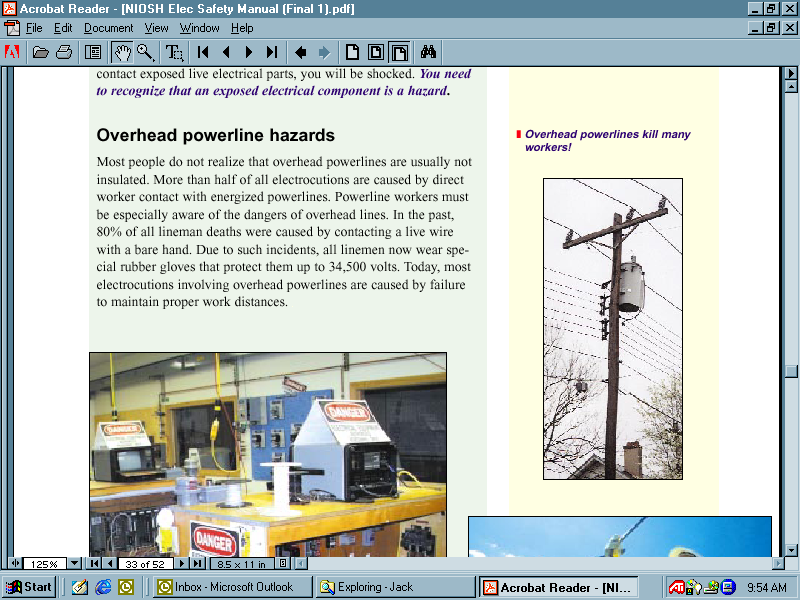 Acrobat Reader - [NIOSH Elec Safety Manual (Final 1).pdf]
File Edit Document View Window Help
contact exposed live electrical parts, you will be shocked. You need
to recognize that an exposed electrical component is a hazard.
Overhead powerline hazards
Most people do not realize that overhead powerlines are usually not
insulated. More than half of all electrocutions are caused by direct
worker contact with energized powerlines. Powerline workers must
be especially aware of the dangers of overhead lines. In the past,
80% of all lineman deaths were caused by contacting a live wire
with a bare hand. Due to such incidents, all linemen now wear spe-
cial rubber gloves that protect them up to 34,500 volts. Today, most
electrocutions involving overhead powerlines are caused by failure
to maintain proper work distances.
Overhead powerlines kill many
workers!
DANGER
DANGER
DANGER
125%
33 of 52
8.5 x 11 in
Start
Inbox - Microsoft Outlook
Exploring - Jack
Acrobat Reader - [NI...
9:54 AM